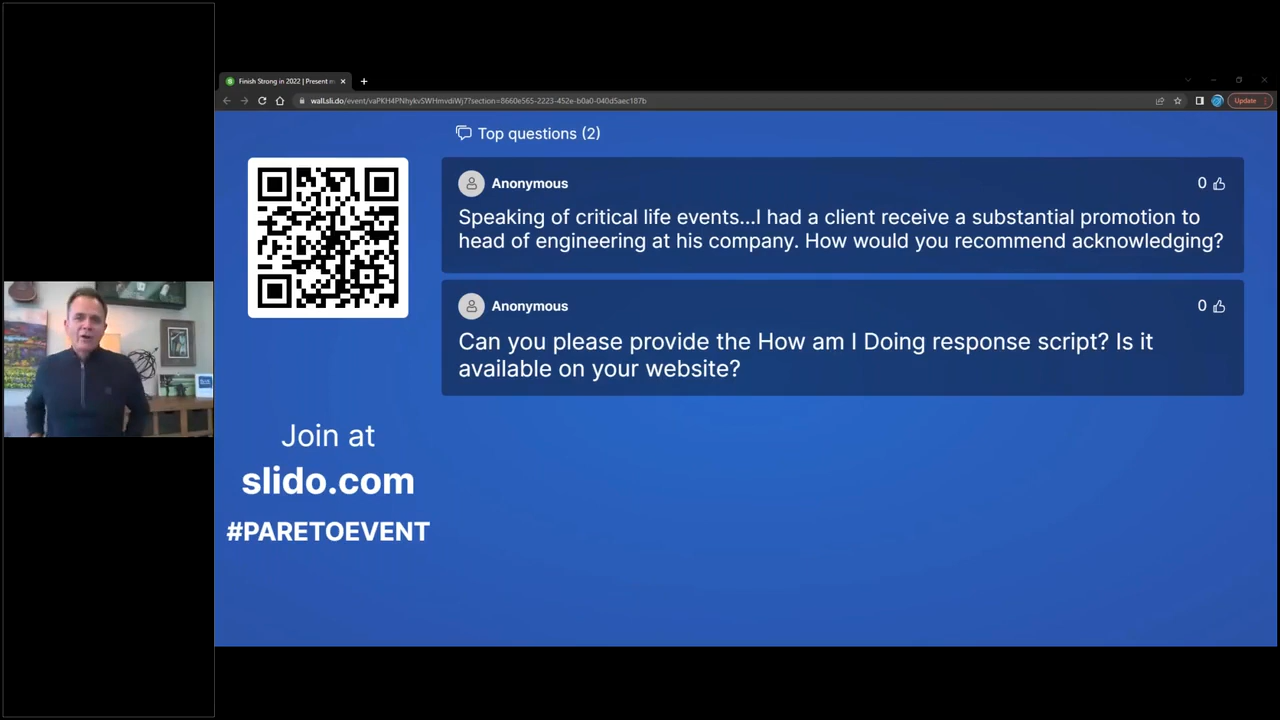 Finish Strong in 2022 | Present m
wall.sli.do/event/vaPKH4PNhykvSWHmvdiWj7?section=8660e565-2223-452e-b0a0-040d5aec187b
Update
Top questions (2)
Anonymous
0
Speaking of critical life events...I had a client receive a substantial promotion to
head of engineering at his company. How would you recommend acknowledging?
Anonymous
0
Can you please provide the How am I Doing response script? Is it
available on your website?
Join at
slido.com
#PARETOEVENT